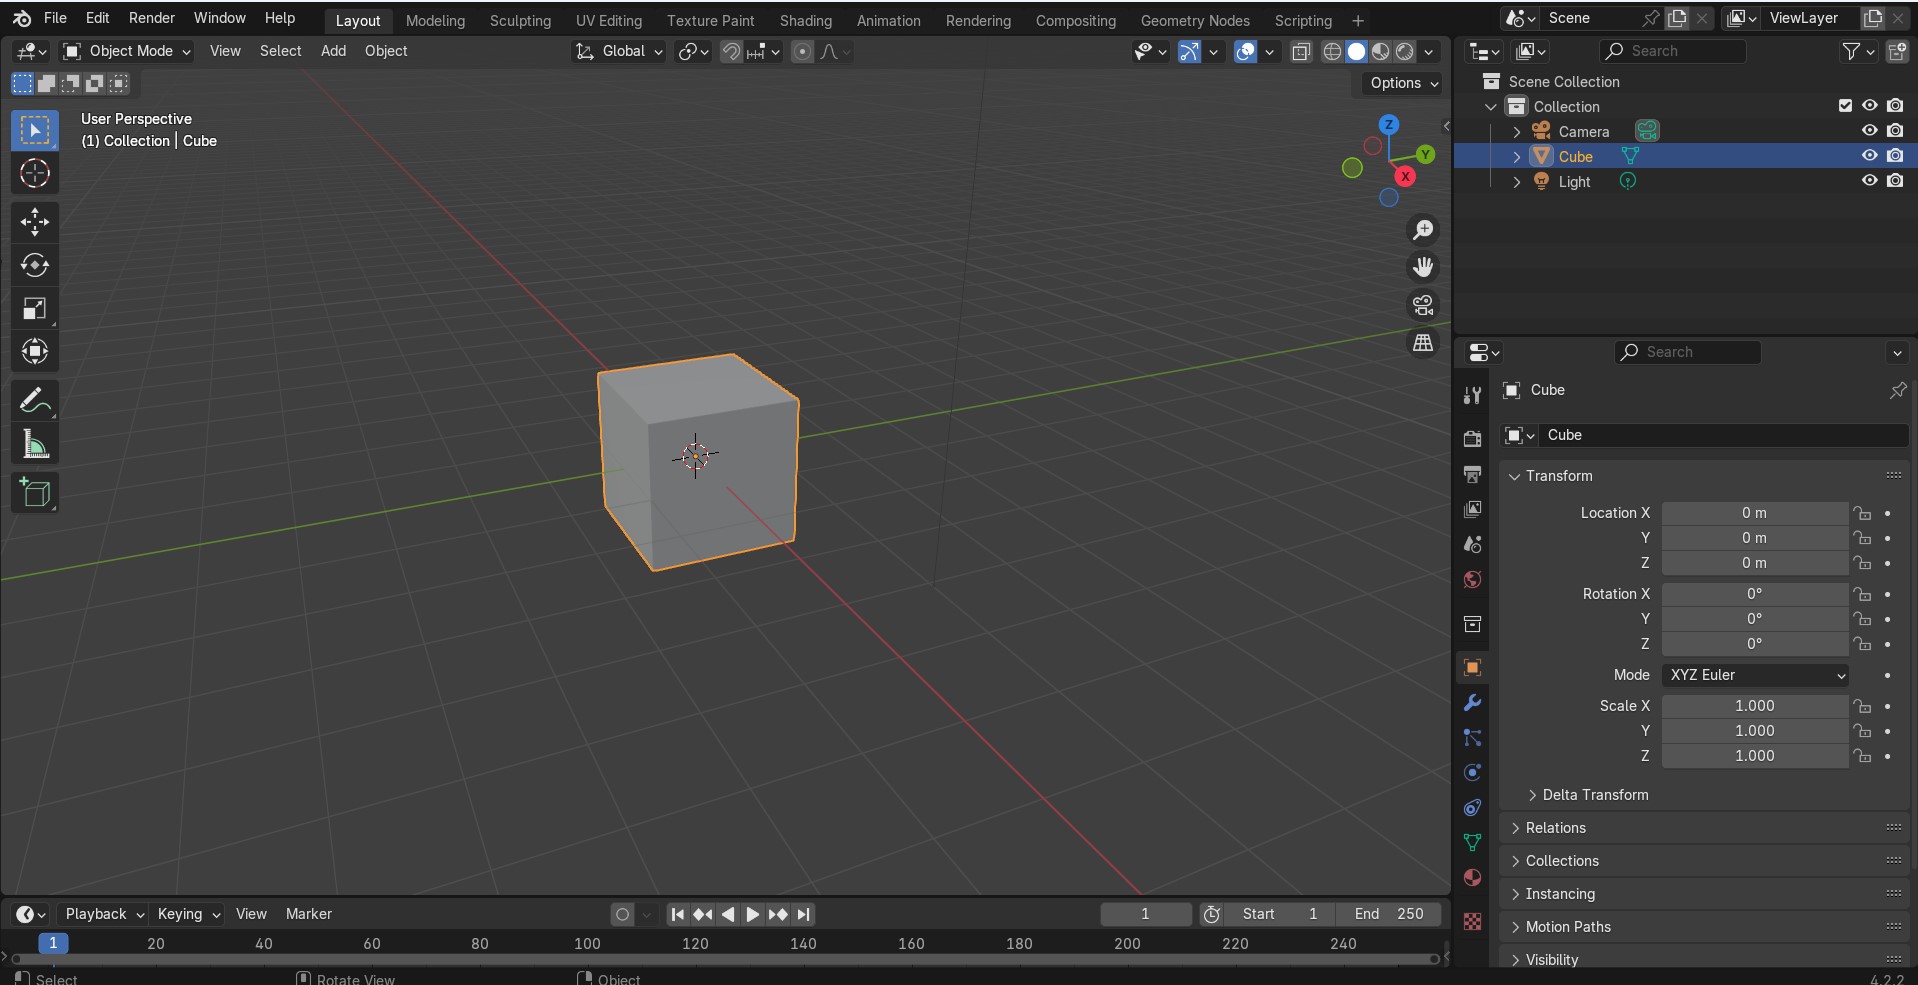 File Edit Render Window Help Layout Modeling Sculpting UV Editing Texture Paint Shading Animation Rendering Compositing Geometry Nodes Scripting + Scene ViewLayer
Object Mode View Select Add Object Global Search
Options
User Perspective
(1) Collection | Cube
Z
Y
X
Scene Collection
Collection
Camera
Cube
Light
Search
Cube
Cube
Transform
Location X 0 m
Y 0 m
Z 0 m
Rotation X 0°
Y 0°
Z 0°
Mode XYZ Euler
Scale X 1.000
Y 1.000
Z 1.000
Delta Transform
Relations
Collections
Instancing
Motion Paths
Visibility
Playback Keying View Marker 1 Start 1 End 250
1 20 40 60 80 100 120 140 160 180 200 220 240
Select Rotate View Object 4.2.2